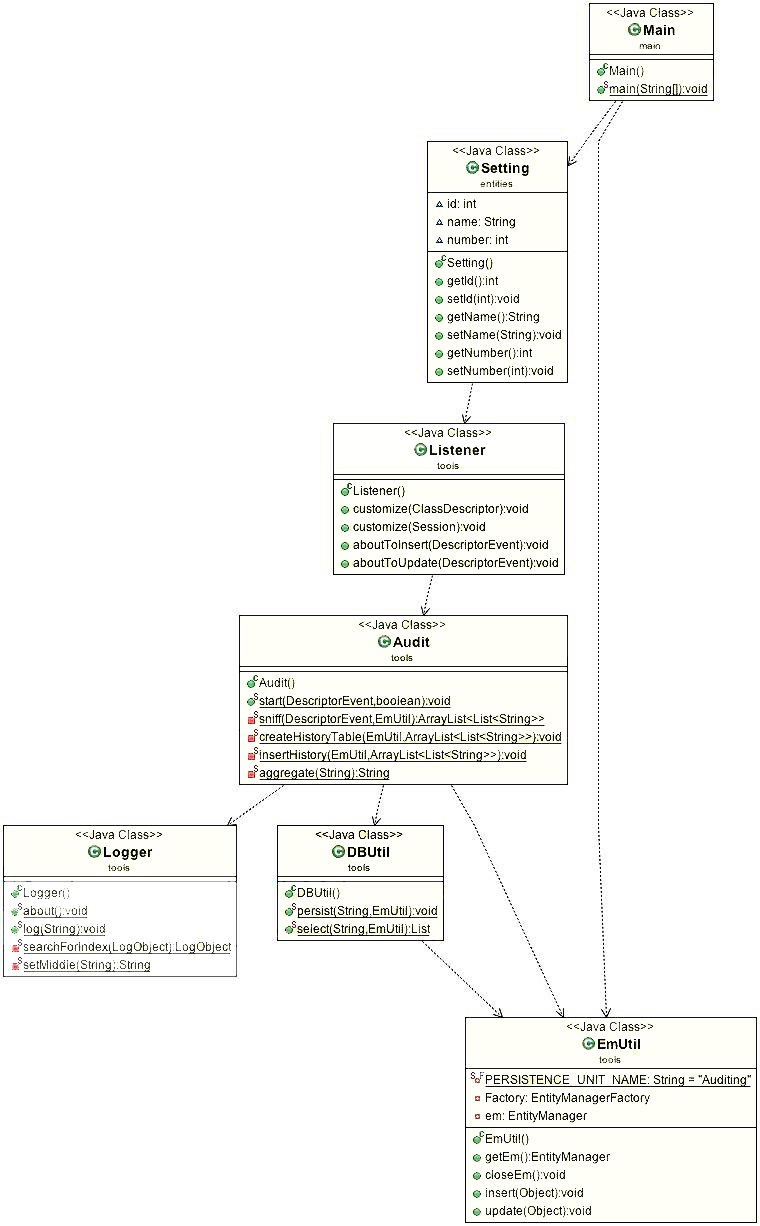 <<Java Class>>
Main
main
Main()
main(String[]):void
<<Java Class>>
Setting
entities
id: int
name: String
number: int
Setting()
getId():int
setId(int):void
getName():String
setName(String):void
getNumber():int
setNumber(int):void
<<Java Class>>
Listener
tools
Listener()
customize(ClassDescriptor):void
customize(Session):void
aboutToInsert(DescriptorEvent):void
aboutToUpdate(DescriptorEvent):void
<<Java Class>>
Audit
tools
Audit()
start(DescriptorEvent,boolean):void
sniff(DescriptorEvent,EmUtil):ArrayList<List<String>>
createHistoryTable(EmUtil,ArrayList<List<String>>):void
insertHistory(EmUtil,ArrayList<List<String>>):void
aggregate(String):String
<<Java Class>>
Logger
tools
Logger()
about():void
log(String):void
searchForIndex(LogObject):LogObject
setMiddle(String):String
<<Java Class>>
DBUtil
tools
DBUtil()
persist(String,EmUtil):void
select(String,EmUtil):List
<<Java Class>>
EmUtil
tools
PERSISTENCE_UNIT_NAME: String = "Auditing"
Factory: EntityManagerFactory
em: EntityManager
EmUtil()
getEm():EntityManager
closeEm():void
insert(Object):void
update(Object):void